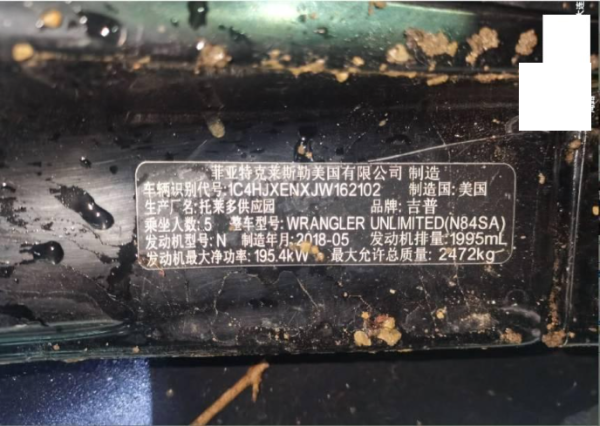 菲亚特克莱斯勒美国有限公司 制造
车辆识别代号: 1C4HJXENXJW162102 制造国: 美国
生产厂名: 托莱多供应园 品牌: 吉普
乘坐人数: 5 整车型号: WRANGLER UNLIMITED(N84SA)
发动机型号: N 制造年月: 2018-05 发动机排量: 1995mL
发动机最大净功率: 195.4kW 最大允许总质量: 2472kg